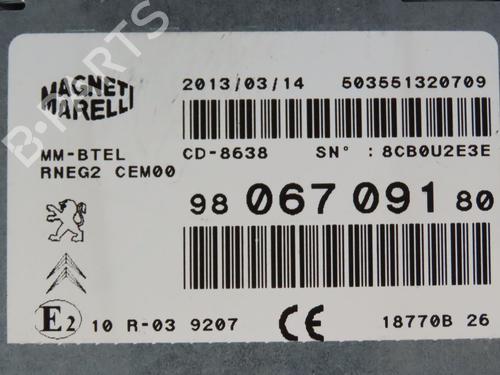 MAGNETI
MARELLI
2013/03/14 503551320709
MM-BTEL CD-8638 SN° : 8CB0U2E3E
RNEG2 CEM00
98 067 091 80
E2 10 R-03 9207 CE 18770B 26
B-PARTS